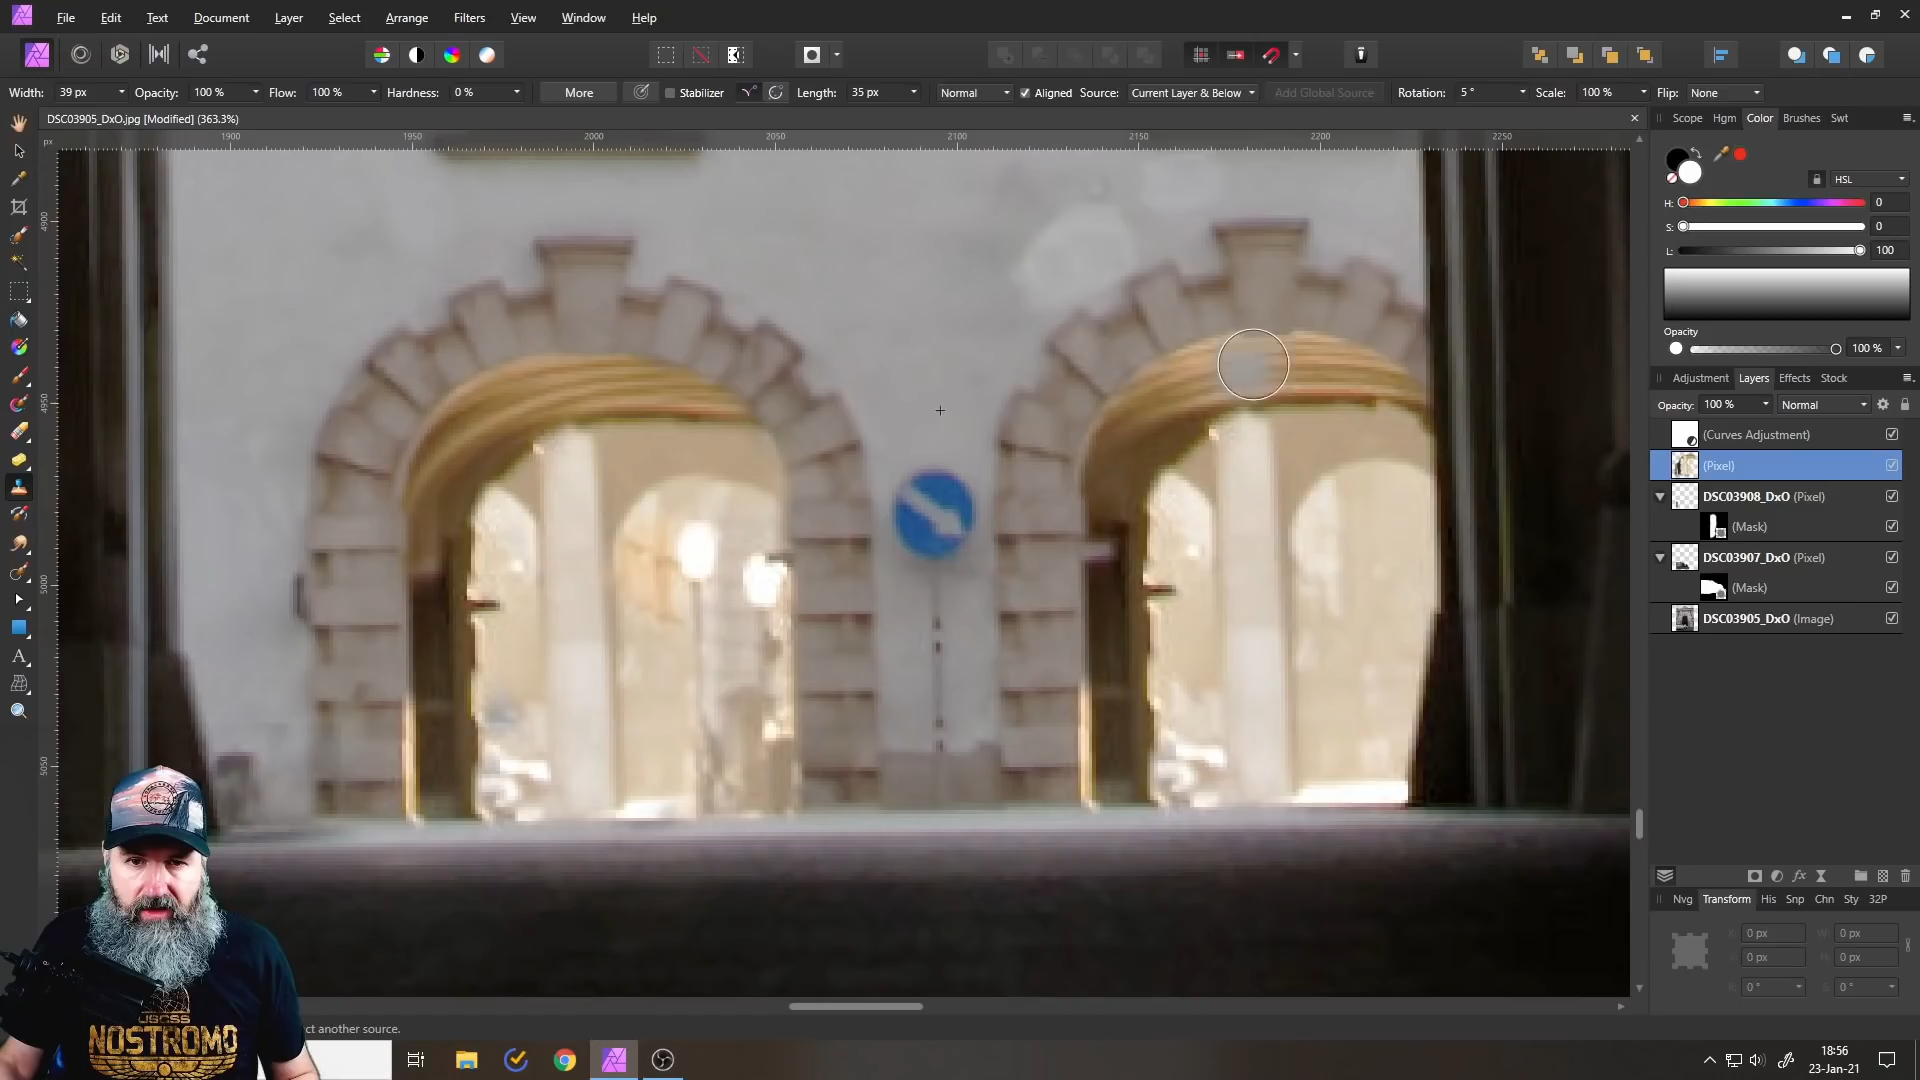 File Edit Text Document Layer Select Arrange Filters View Window Help
Width: 39 px Opacity: 100 % Flow: 100 % Hardness: 0 % More Stabilizer Length: 35 px Normal Aligned Source: Current Layer & Below Add Global Source Rotation: 5 ° Scale: 100 % Flip: None
DSC03905_DxO.jpg [Modified] (363.3%)
px 1900 1950 2000 2050 2100 2150 2200 2250
4900
4950
5000
5050
Scope Hgm Color Brushes Swt
HSL
H: 0
S: 0
L: 100
Opacity
100 %
Adjustment Layers Effects Stock
Opacity: 100 % Normal
(Curves Adjustment)
(Pixel)
DSC03908_DxO (Pixel)
(Mask)
DSC03907_DxO (Pixel)
(Mask)
DSC03905_DxO (Image)
Nvg Transform His Snp Chn Sty 32P
X: 0 px W: 0 px
Y: 0 px H: 0 px
R: 0 ° S: 0 °
ct another source.
NOSTROMO
18:56
23-Jan-21